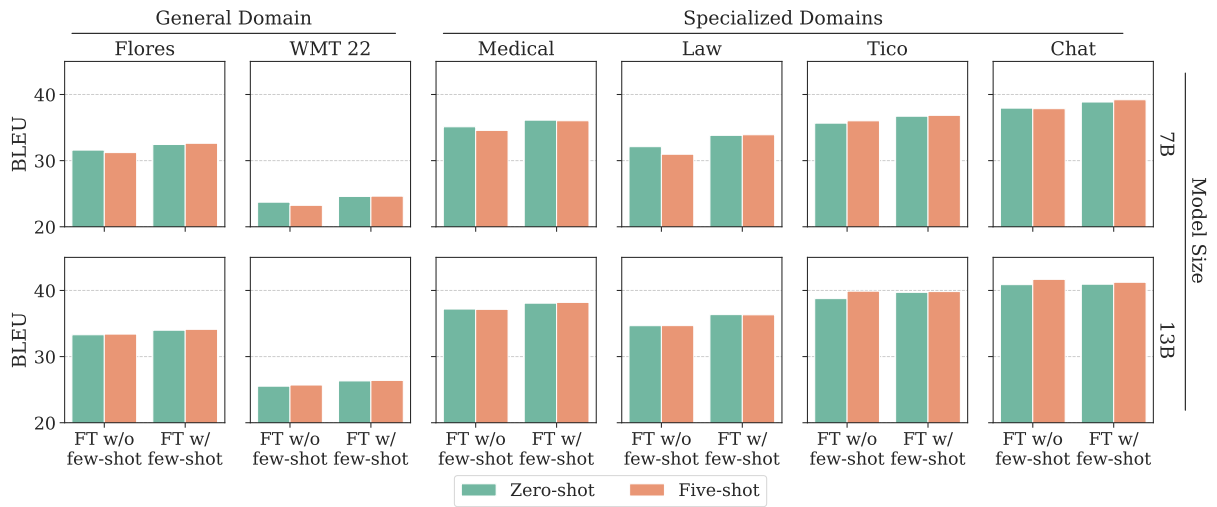 General Domain
Specialized Domains
Flores
WMT 22
Medical
Law
Tico
Chat
BLEU
40
30
20
7B
Model Size
BLEU
40
30
20
13B
FT w/o
few-shot
FT w/
few-shot
FT w/o
few-shot
FT w/
few-shot
FT w/o
few-shot
FT w/
few-shot
FT w/o
few-shot
FT w/
few-shot
FT w/o
few-shot
FT w/
few-shot
FT w/o
few-shot
FT w/
few-shot
Zero-shot
Five-shot